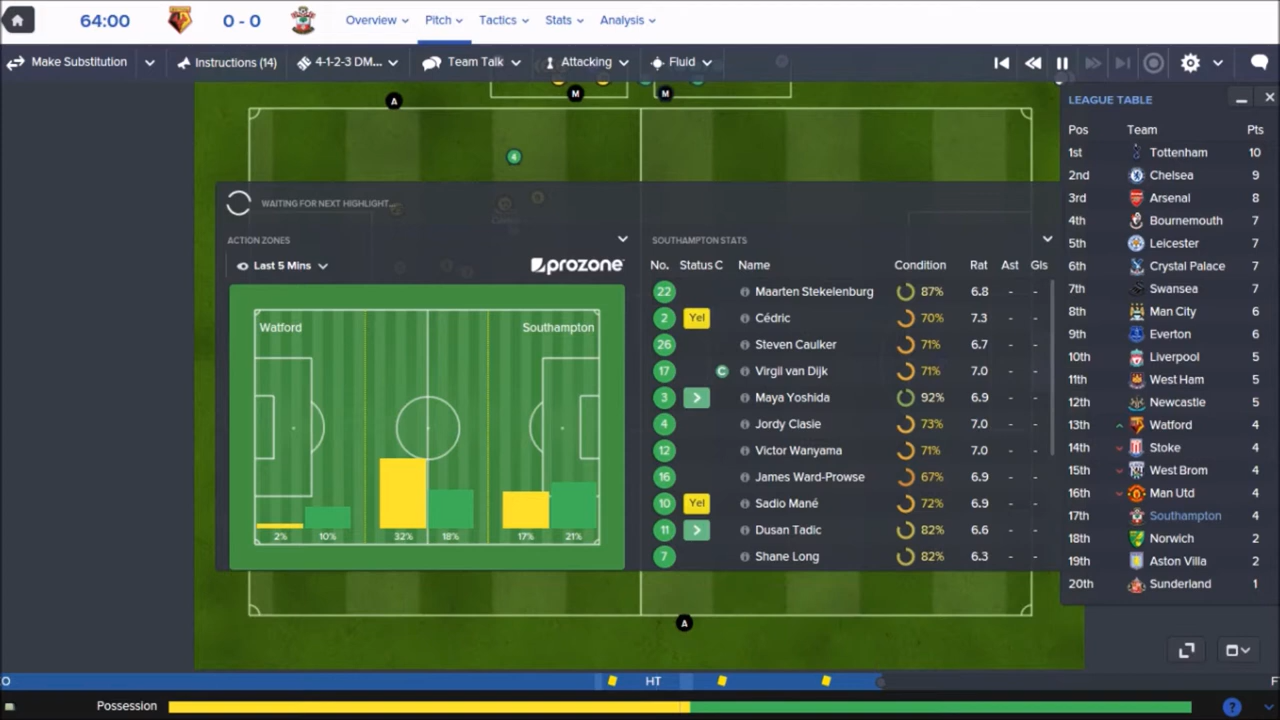 64:00 0 - 0 Overview Pitch Tactics Stats Analysis
Make Substitution Instructions (14) 4-1-2-3 DM... Team Talk Attacking Fluid
M M
A
4
WAITING FOR NEXT HIGHLIGHT...
ACTION ZONES
Last 5 Mins
prozone
Watford Southampton
2% 10% 32% 18% 17% 21%
SOUTHAMPTON STATS
No. Status C Name Condition Rat Ast Gls
22 Maarten Stekelenburg 87% 6.8 - -
2 Yel Cédric 70% 7.3 - -
26 Steven Caulker 71% 6.7 - -
17 C Virgil van Dijk 71% 7.0 - -
3 Maya Yoshida 92% 6.9 - -
4 Jordy Clasie 73% 7.0 - -
12 Victor Wanyama 71% 7.0 - -
16 James Ward-Prowse 67% 6.9 - -
10 Yel Sadio Mané 72% 6.9 - -
11 Dusan Tadic 82% 6.6 - -
7 Shane Long 82% 6.3 - -
LEAGUE TABLE
Pos Team Pts
1st Tottenham 10
2nd Chelsea 9
3rd Arsenal 8
4th Bournemouth 7
5th Leicester 7
6th Crystal Palace 7
7th Swansea 7
8th Man City 6
9th Everton 6
10th Liverpool 5
11th West Ham 5
12th Newcastle 5
13th Watford 4
14th Stoke 4
15th West Brom 4
16th Man Utd 4
17th Southampton 4
18th Norwich 2
19th Aston Villa 2
20th Sunderland 1
A
HT
Possession ?